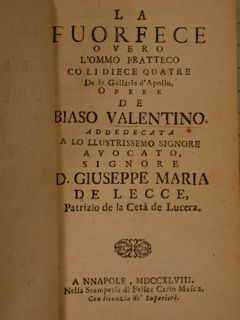 LA
FUORFECE
OVERO
L'OMMO PRATTECO
CO LI DIECE QUATRE
De la Gallaria d'Apollo,
OPERE
DE
BIASO VALENTINO.
ADDEDECATA
A LO LLUSTRISSEMO SIGNORE
AVOCATO,
SIGNORE
D. GIUSEPPE MARIA
DE LECCE,
Patrizio de la Cetà de Lucera.
A NNAPOLE, MDCCXLVIII.
Nella Stamperia di Felice Carlo Mosca.
Con licenzia de' Superiori.